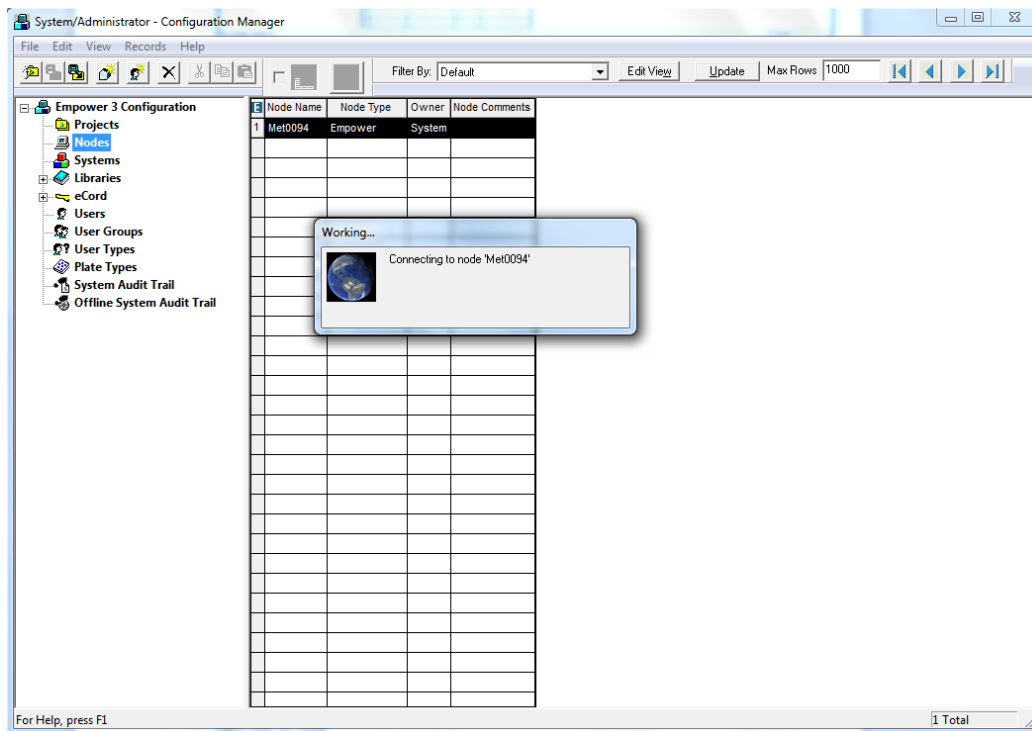 System/Administrator - Configuration Manager
File Edit View Records Help
Filter By: Default Edit View Update Max Rows 1000
Empower 3 Configuration
Projects
Nodes
Systems
Libraries
eCord
Users
User Groups
User Types
Plate Types
System Audit Trail
Offline System Audit Trail
E Node Name Node Type Owner Node Comments
1 Met0094 Empower System
Working...
Connecting to node 'Met0094'
For Help, press F1
1 Total